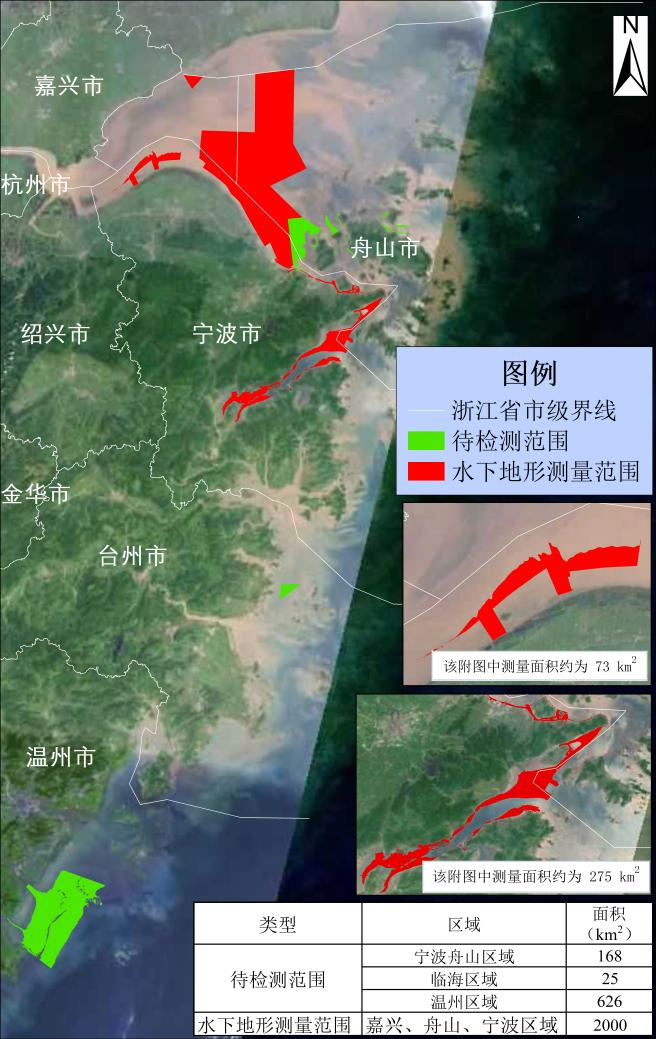 N
嘉兴市
杭州市
舟山市
绍兴市
宁波市
图例
浙江省市级界线
待检测范围
水下地形测量范围
金华市
台州市
该附图中测量面积约为 73 km²
温州市
该附图中测量面积约为 275 km²
类型 区域 面积（km²）
待检测范围 宁波舟山区域 168
临海区域 25
温州区域 626
水下地形测量范围 嘉兴、舟山、宁波区域 2000